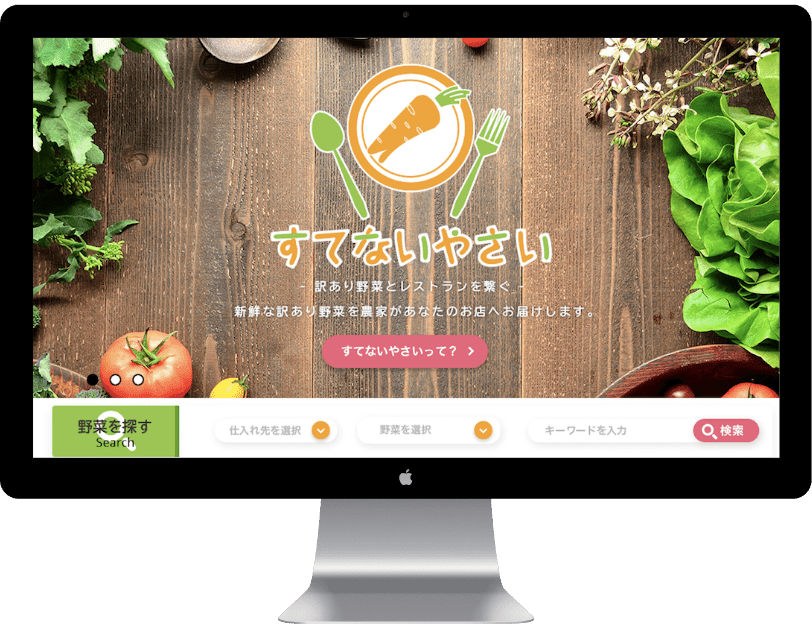 すてないやさい
- 訳あり野菜とレストランを繋ぐ -
新鮮な訳あり野菜を農家があなたのお店へお届けします。
すてないやさいって？
野菜を探す
Search
仕入れ先を選択
野菜を選択
キーワードを入力
検索